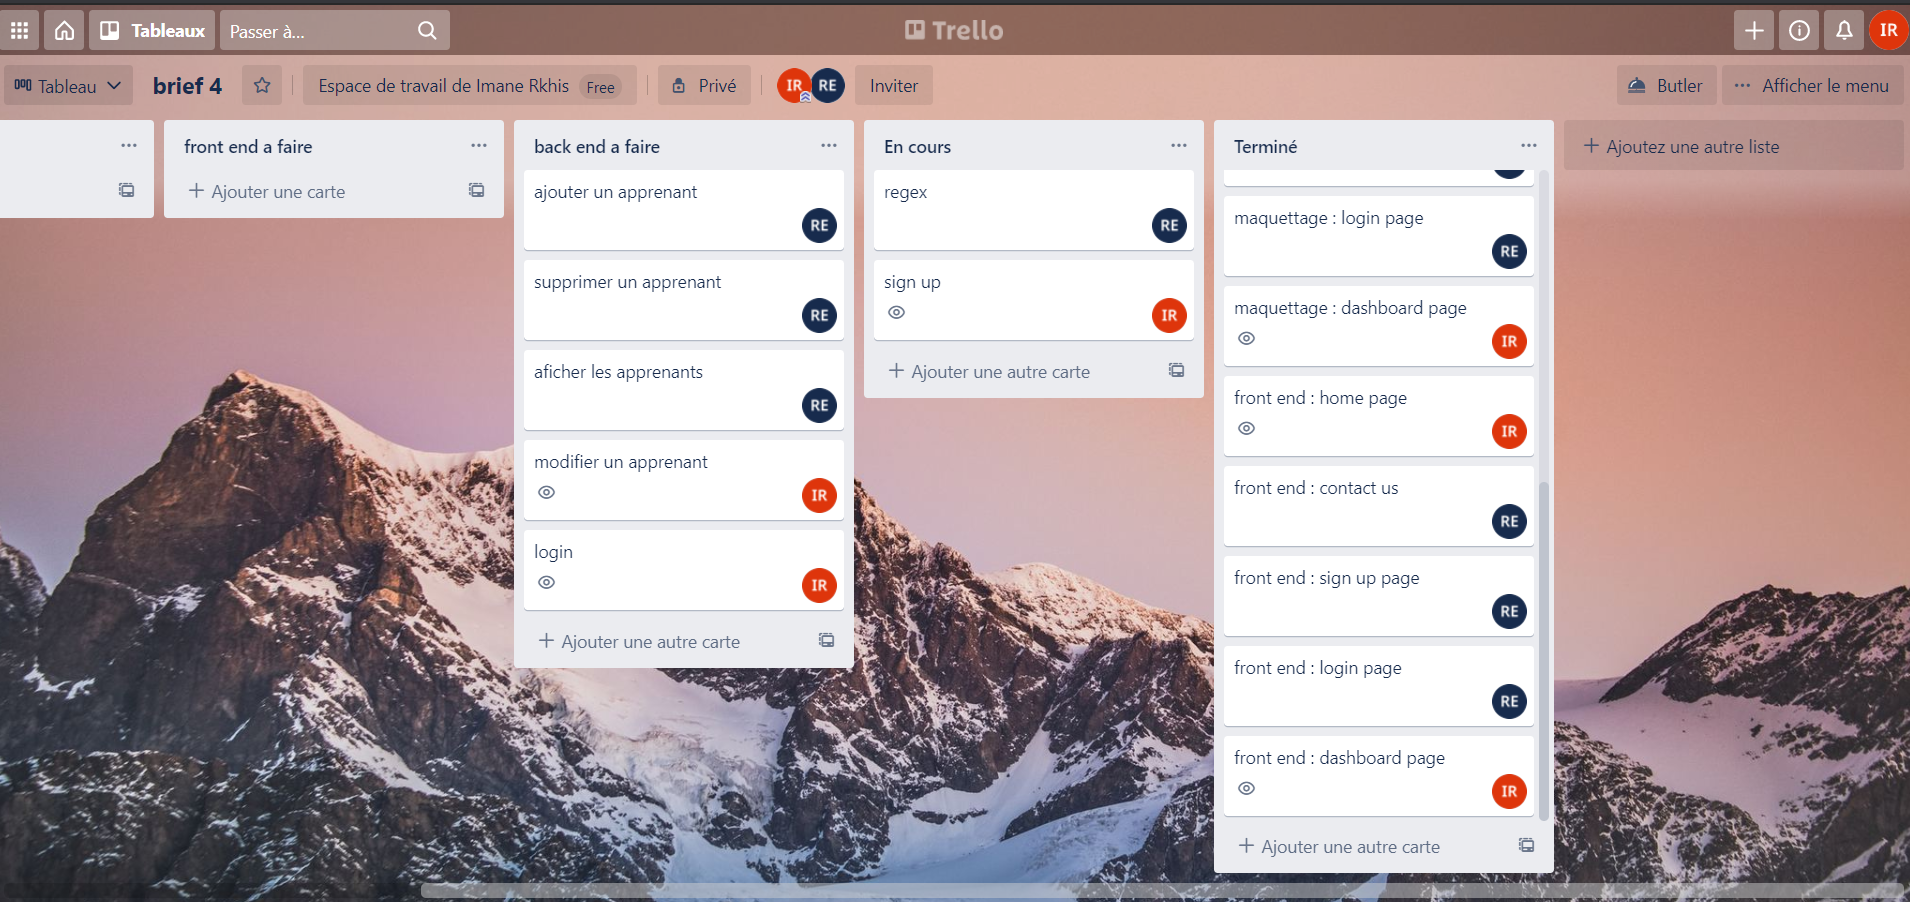 Tableaux
Passer à...
Trello
IR
Tableau
brief 4
Espace de travail de Imane Rkhis Free
Privé
IR RE
Inviter
Butler
Afficher le menu
front end a faire
Ajouter une carte
back end a faire
ajouter un apprenant
RE
supprimer un apprenant
RE
aficher les apprenants
RE
modifier un apprenant
IR
login
IR
Ajouter une autre carte
En cours
regex
RE
sign up
IR
Ajouter une autre carte
Terminé
maquettage : login page
RE
maquettage : dashboard page
IR
front end : home page
IR
front end : contact us
RE
front end : sign up page
RE
front end : login page
RE
front end : dashboard page
IR
Ajouter une autre carte
Ajoutez une autre liste